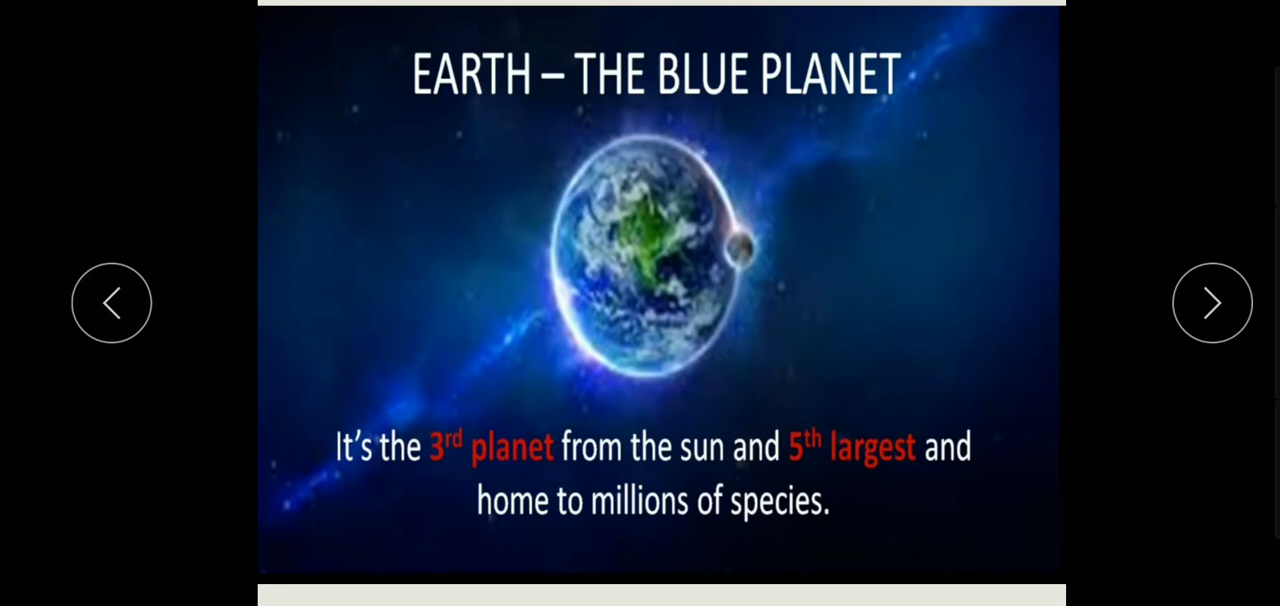 EARTH – THE BLUE PLANET
It’s the 3rd planet from the sun and 5th largest and
home to millions of species.